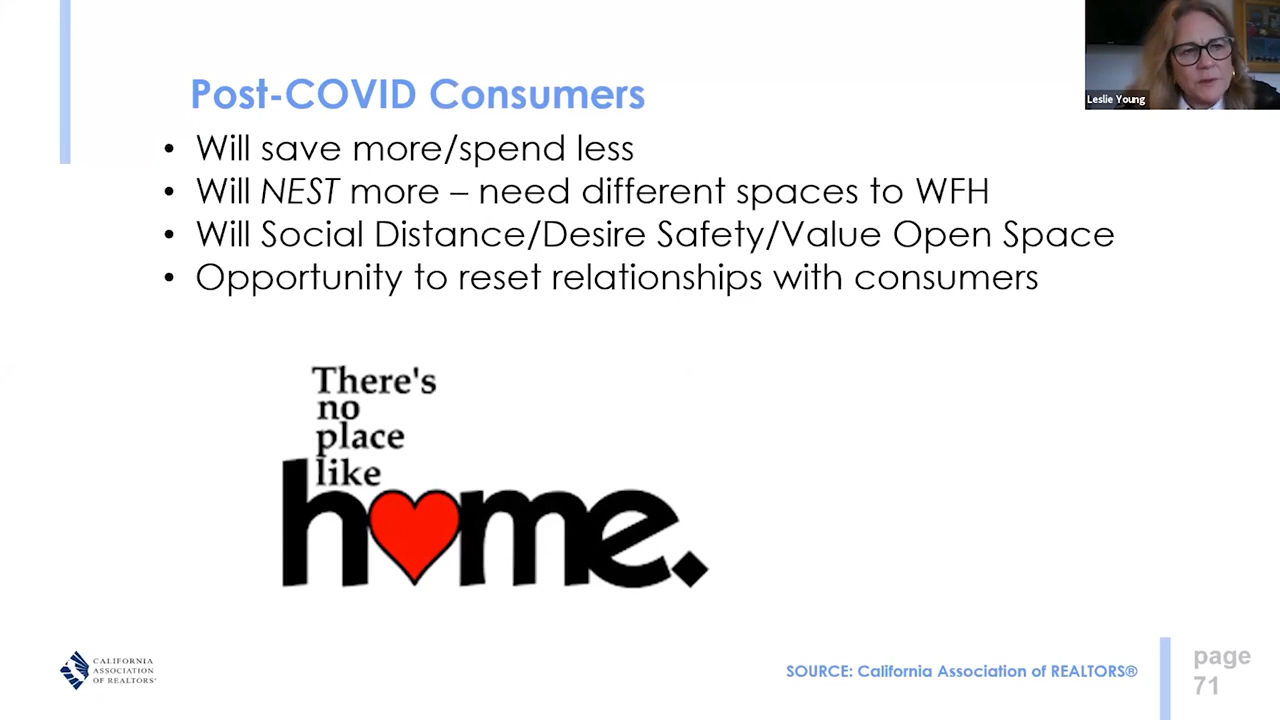 Post-COVID Consumers
Leslie Young
• Will save more/spend less
• Will NEST more – need different spaces to WFH
• Will Social Distance/Desire Safety/Value Open Space
• Opportunity to reset relationships with consumers
There's
no
place
like
home.
CALIFORNIA
ASSOCIATION
OF REALTORS®
SOURCE: California Association of REALTORS®
page
71